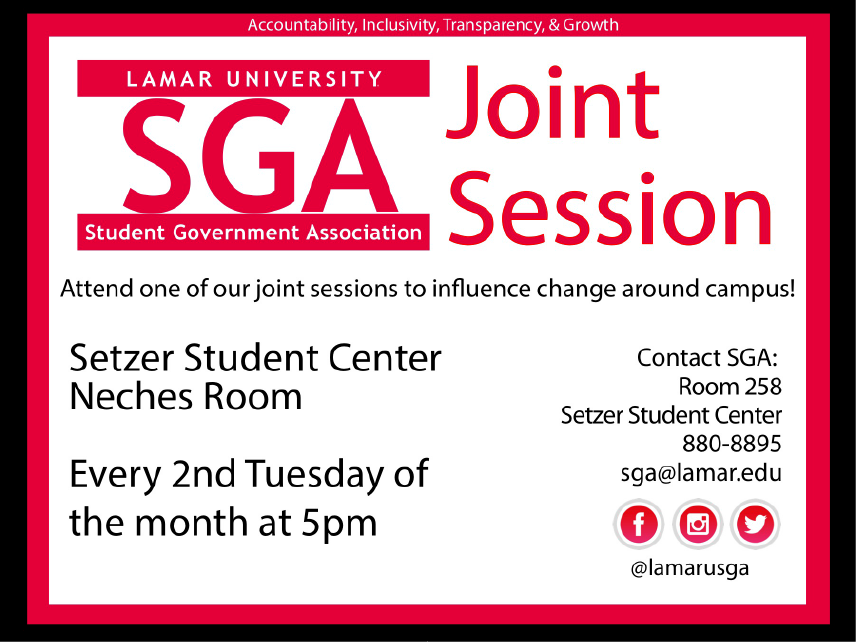 Accountability, Inclusivity, Transparency, & Growth
LAMAR UNIVERSITY
SGA
Student Government Association
Joint
Session
Attend one of our joint sessions to influence change around campus!
Setzer Student Center
Neches Room
Every 2nd Tuesday of
the month at 5pm
Contact SGA:
Room 258
Setzer Student Center
880-8895
sga@lamar.edu
@lamarusga